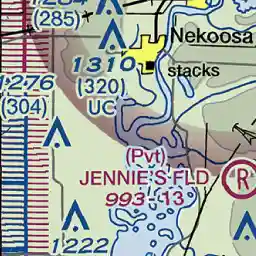 (285)
Nekoosa
1310
stacks
1276
(320)
(304)
UC
(Pvt)
JENNIE'S FLD
R
993 - 13
1222